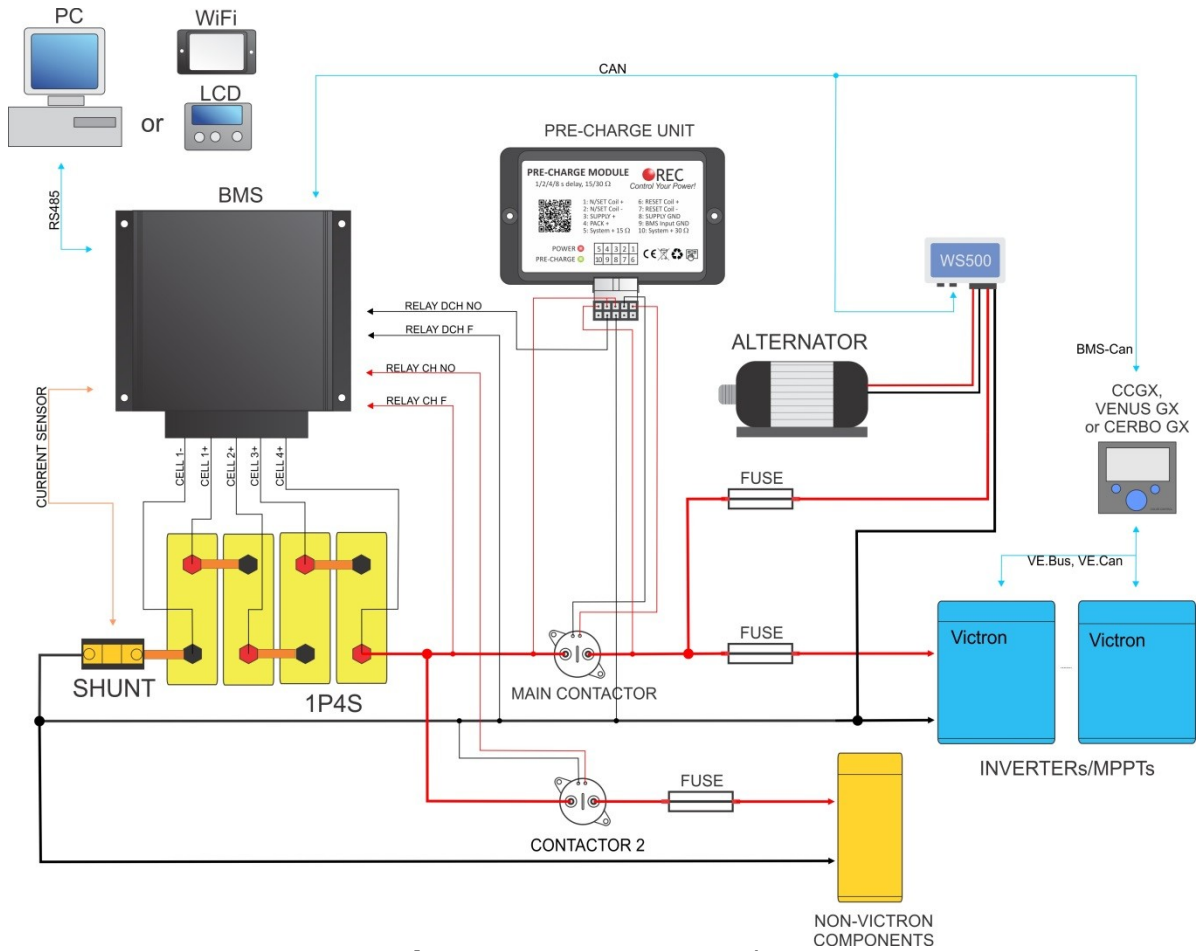 PC
WiFi
LCD
or
RS485
CAN
PRE-CHARGE UNIT
PRE-CHARGE MODULE
1/2/4/8 s delay, 15/30 Ω
REC
Control Your Power!
1: N/SET Coil +
2: N/SET Coil -
3: SUPPLY +
4: PACK +
5: System + 15 Ω
6: RESET Coil +
7: RESET Coil -
8: SUPPLY GND
9: BMS Input GND
10: System + 30 Ω
POWER
PRE-CHARGE
5 4 3 2 1
10 9 8 7 6
BMS
RELAY DCH NO
RELAY DCH F
RELAY CH NO
RELAY CH F
CURRENT SENSOR
CELL 1-
CELL 1+
CELL 2+
CELL 3+
CELL 4+
WS500
ALTERNATOR
BMS-Can
CCGX,
VENUS GX
or CERBO GX
FUSE
VE.Bus, VE.Can
FUSE
SHUNT
1P4S
MAIN CONTACTOR
Victron
Victron
INVERTERs/MPPTs
FUSE
CONTACTOR 2
NON-VICTRON
COMPONENTS